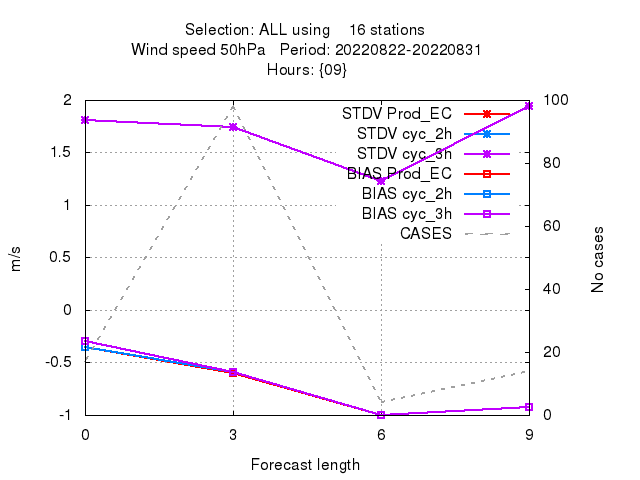 Selection: ALL using 16 stations
Wind speed 50hPa Period: 20220822-20220831
Hours: {09}
2
1.5
1
0.5
0
-0.5
-1
100
80
60
40
20
0
STDV Prod_EC
STDV cyc_2h
STDV cyc_3h
BIAS Prod_EC
BIAS cyc_2h
BIAS cyc_3h
CASES
m/s
No cases
0 3 6 9
Forecast length